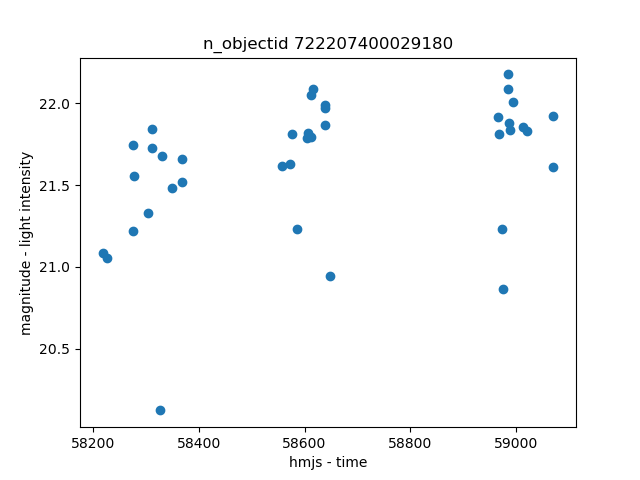 n_objectid 722207400029180
magnitude - light intensity
22.0
21.5
21.0
20.5
58200 58400 58600 58800 59000
hmjs - time